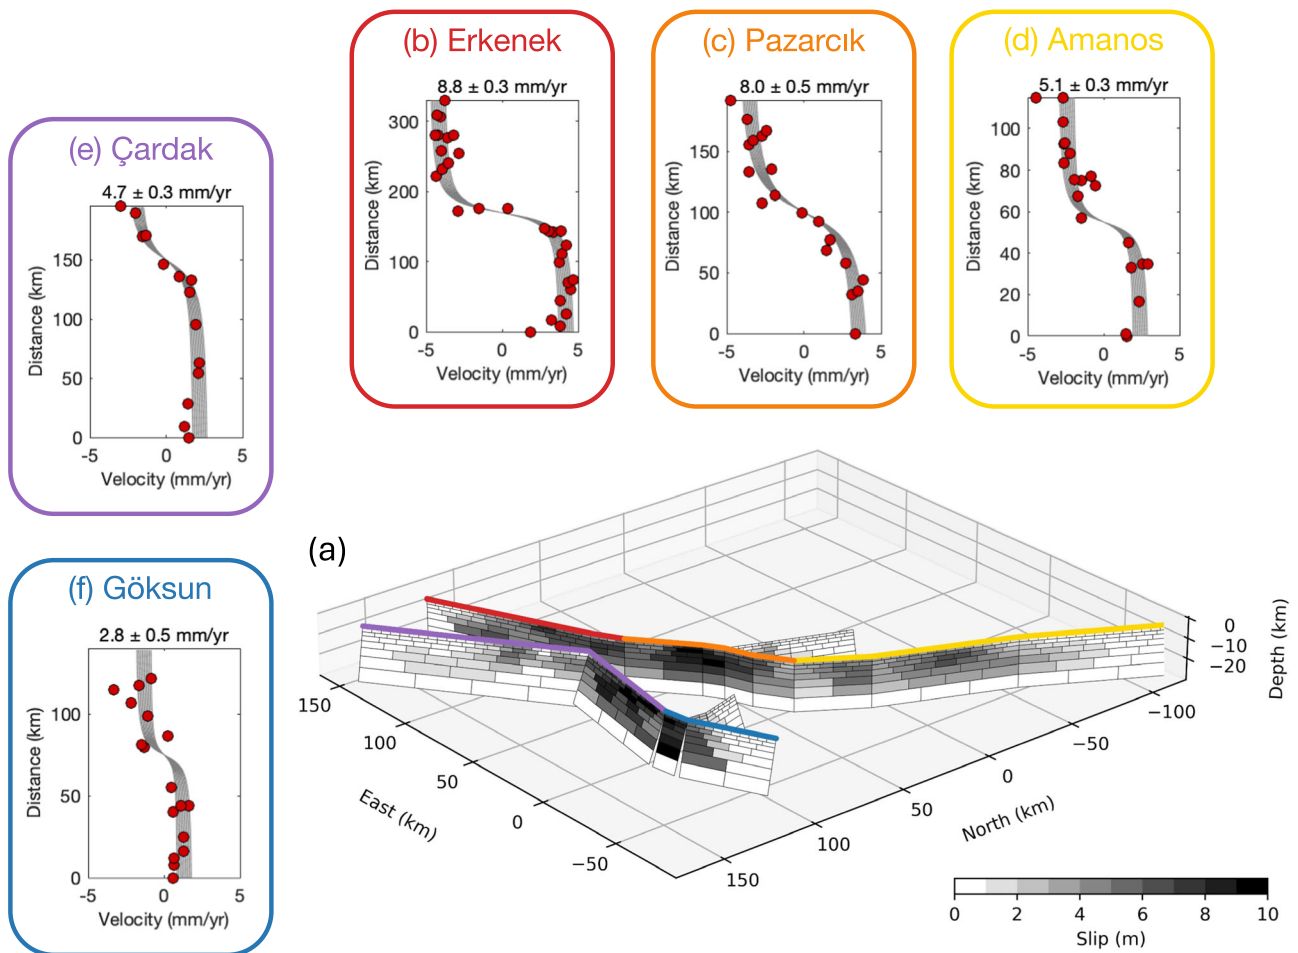 (b) Erkenek
8.8 ± 0.3 mm/yr
Distance (km)
300
200
100
0
-5
0
5
Velocity (mm/yr)
(c) Pazarcık
8.0 ± 0.5 mm/yr
Distance (km)
150
100
50
0
-5
0
5
Velocity (mm/yr)
(d) Amanos
5.1 ± 0.3 mm/yr
Distance (km)
100
80
60
40
20
0
-5
0
5
Velocity (mm/yr)
(e) Çardak
4.7 ± 0.3 mm/yr
Distance (km)
150
100
50
0
-5
0
5
Velocity (mm/yr)
(f) Göksun
2.8 ± 0.5 mm/yr
Distance (km)
100
50
0
-5
0
5
Velocity (mm/yr)
(a)
0
−10
−20
Depth (km)
150
100
50
0
−50
East (km)
−100
−50
0
50
100
150
North (km)
0
2
4
6
8
10
Slip (m)